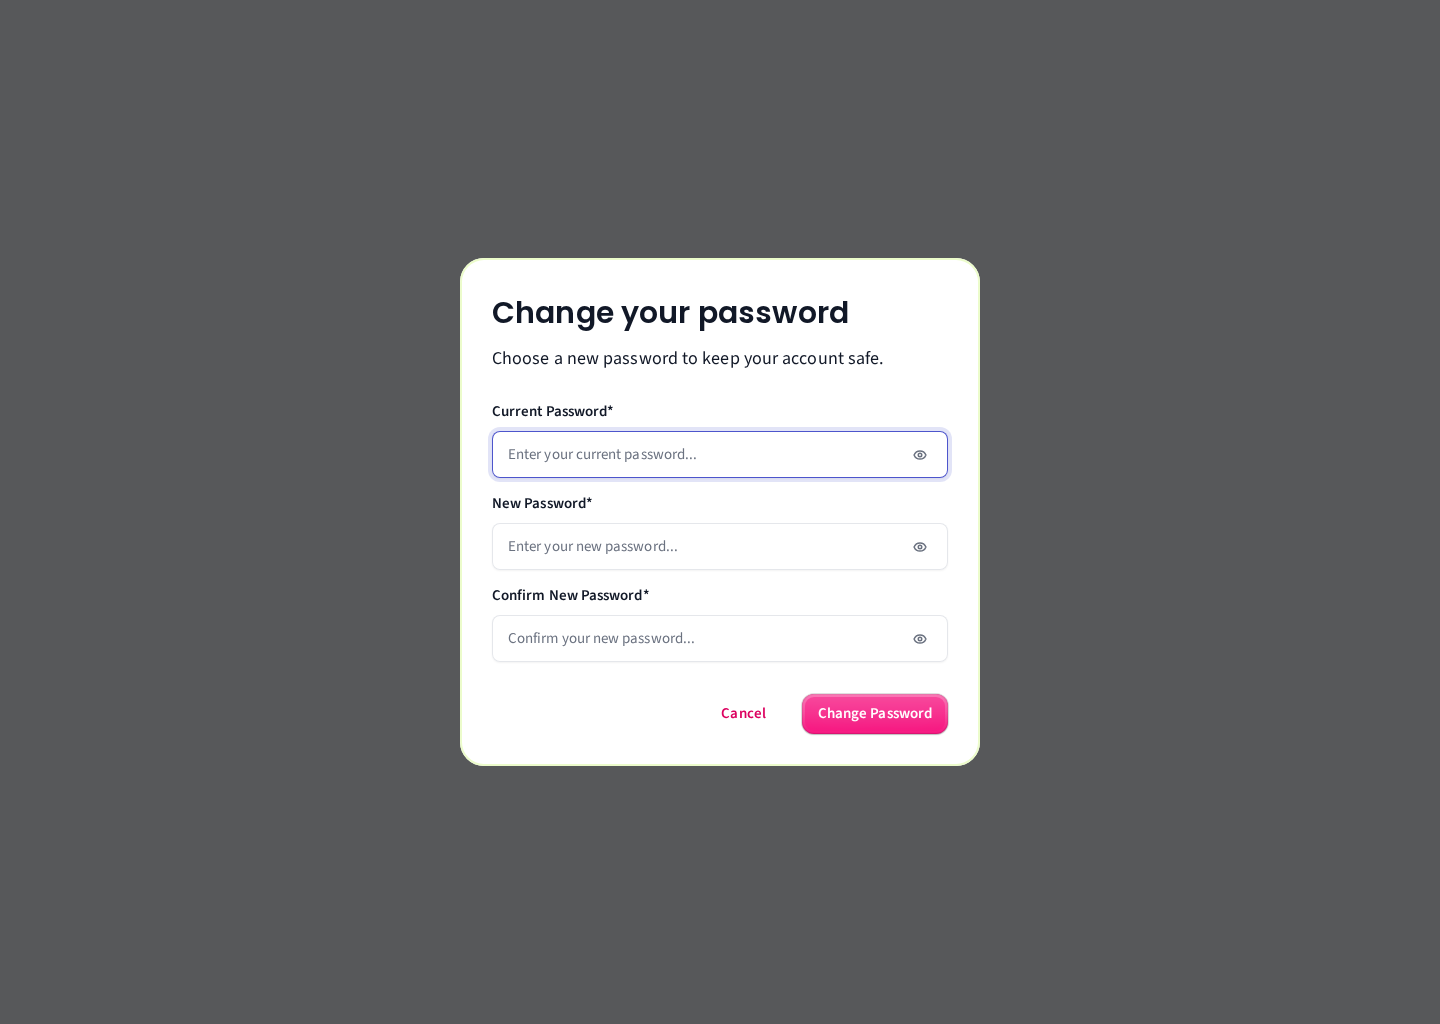 Change your password
Choose a new password to keep your account safe.
Current Password*
Enter your current password...
New Password*
Enter your new password...
Confirm New Password*
Confirm your new password...
Cancel
Change Password